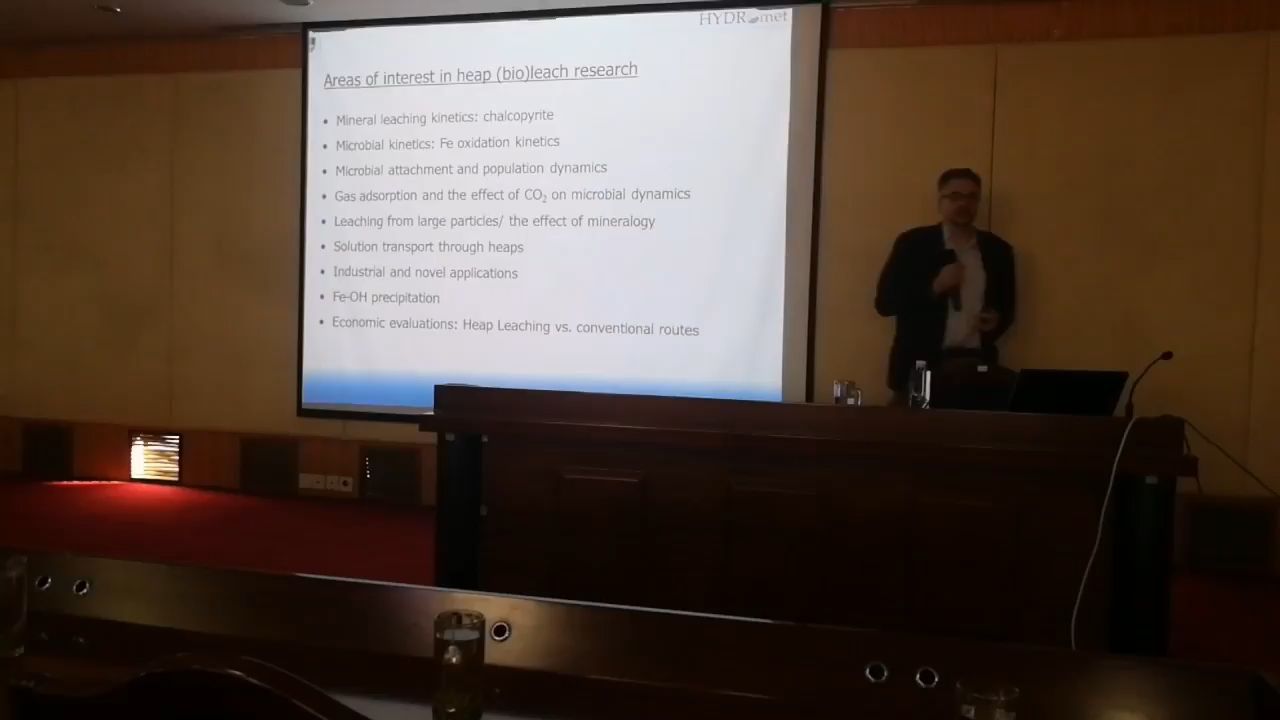 HYDROmet
Areas of interest in heap (bio)leach research
• Mineral leaching kinetics: chalcopyrite
• Microbial kinetics: Fe oxidation kinetics
• Microbial attachment and population dynamics
• Gas adsorption and the effect of CO₂ on microbial dynamics
• Leaching from large particles/ the effect of mineralogy
• Solution transport through heaps
• Industrial and novel applications
• Fe-OH precipitation
• Economic evaluations: Heap Leaching vs. conventional routes